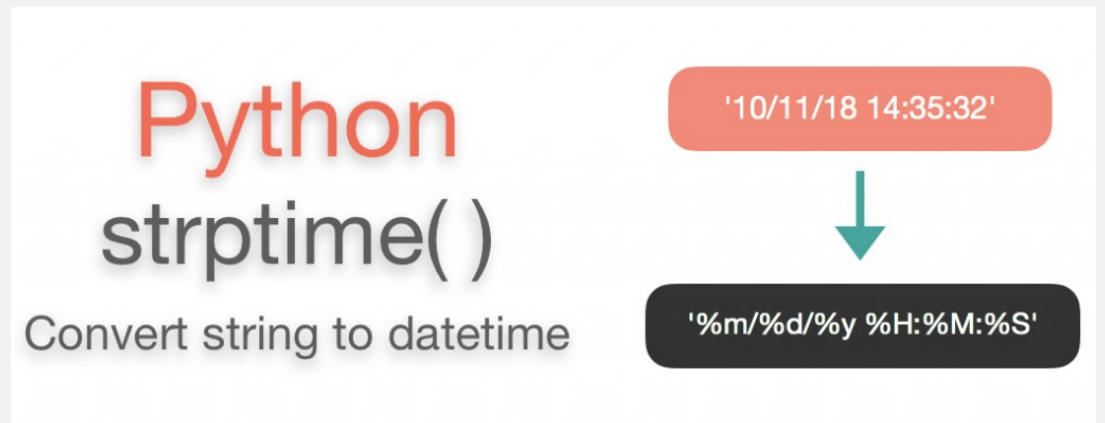 Python
strptime( )
Convert string to datetime
'10/11/18 14:35:32'
'%m/%d/%y %H:%M:%S'